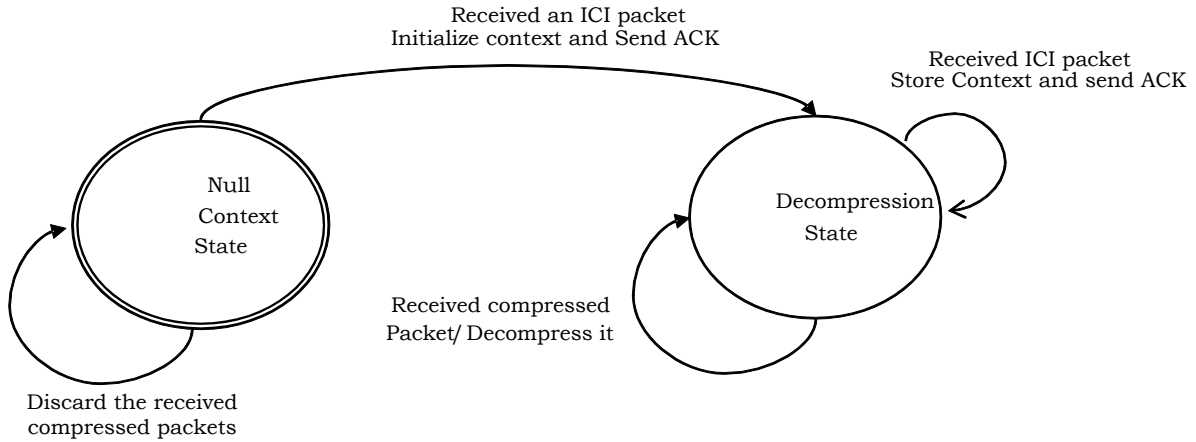 Received an ICI packet
Initialize context and Send ACK
Received ICI packet
Store Context and send ACK
Null
Context
State
Decompression
State
Received compressed
Packet/ Decompress it
Discard the received
compressed packets